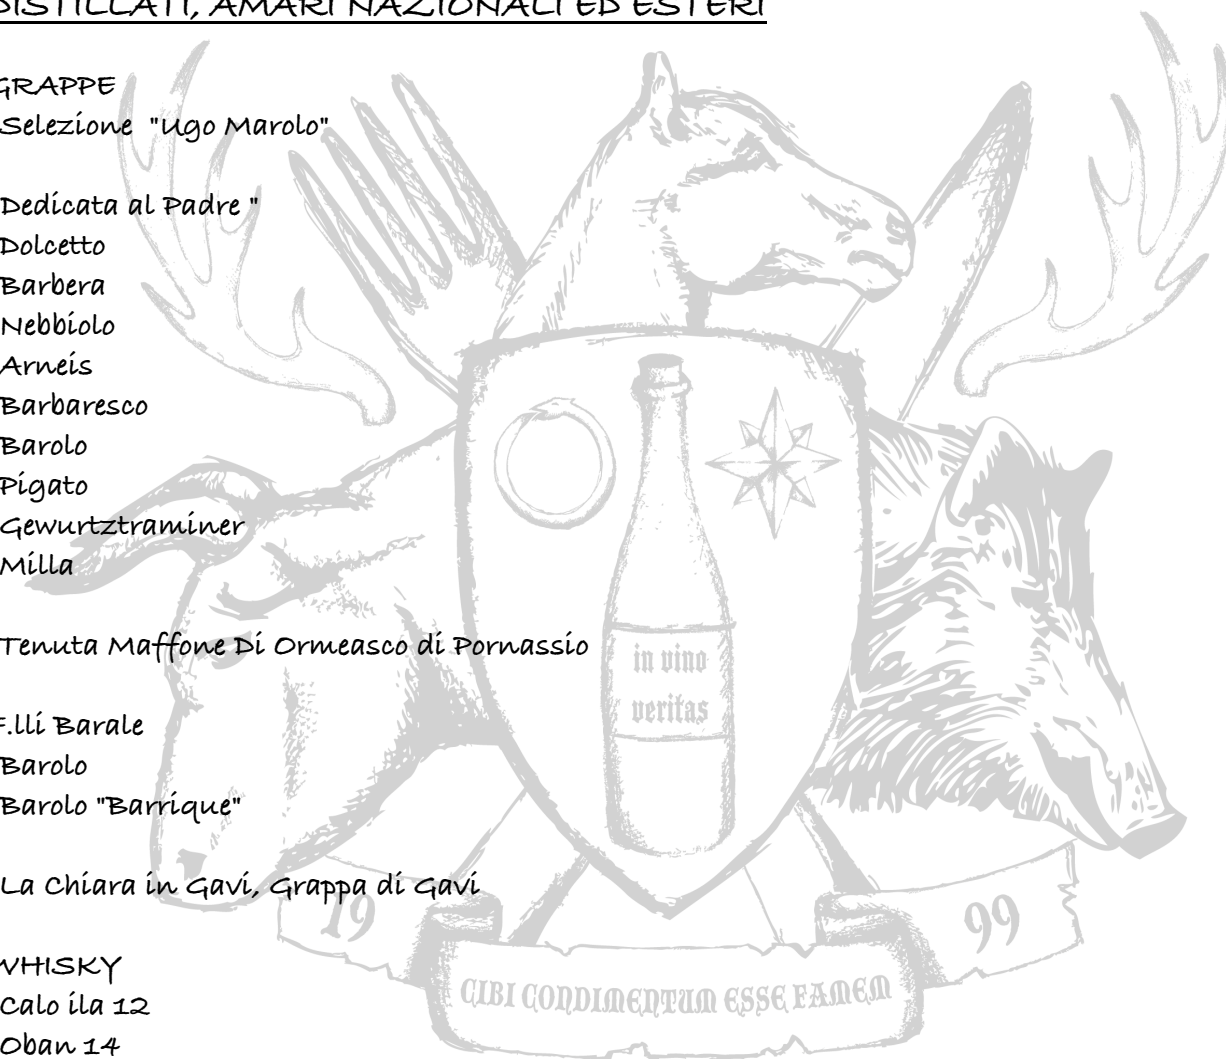 DISTILLATI, AMARI NAZIONALI ED ESTERI
GRAPPE
Selezione "Ugo Marolo"
Dedicata al Padre "
Dolcetto
Barbera
Nebbiolo
Arneis
Barbaresco
Barolo
Pigato
Gewurtztraminer
Milla
Tenuta Maffone Di Ormeasco di Pornassio
F.lli Barale
Barolo
Barolo "Barrique"
La Chiara in Gavi, Grappa di Gavi
WHISKY
Calo ila 12
Oban 14
in vino
veritas
19
99
CIBI CONDIMENTUM ESSE FAMEM